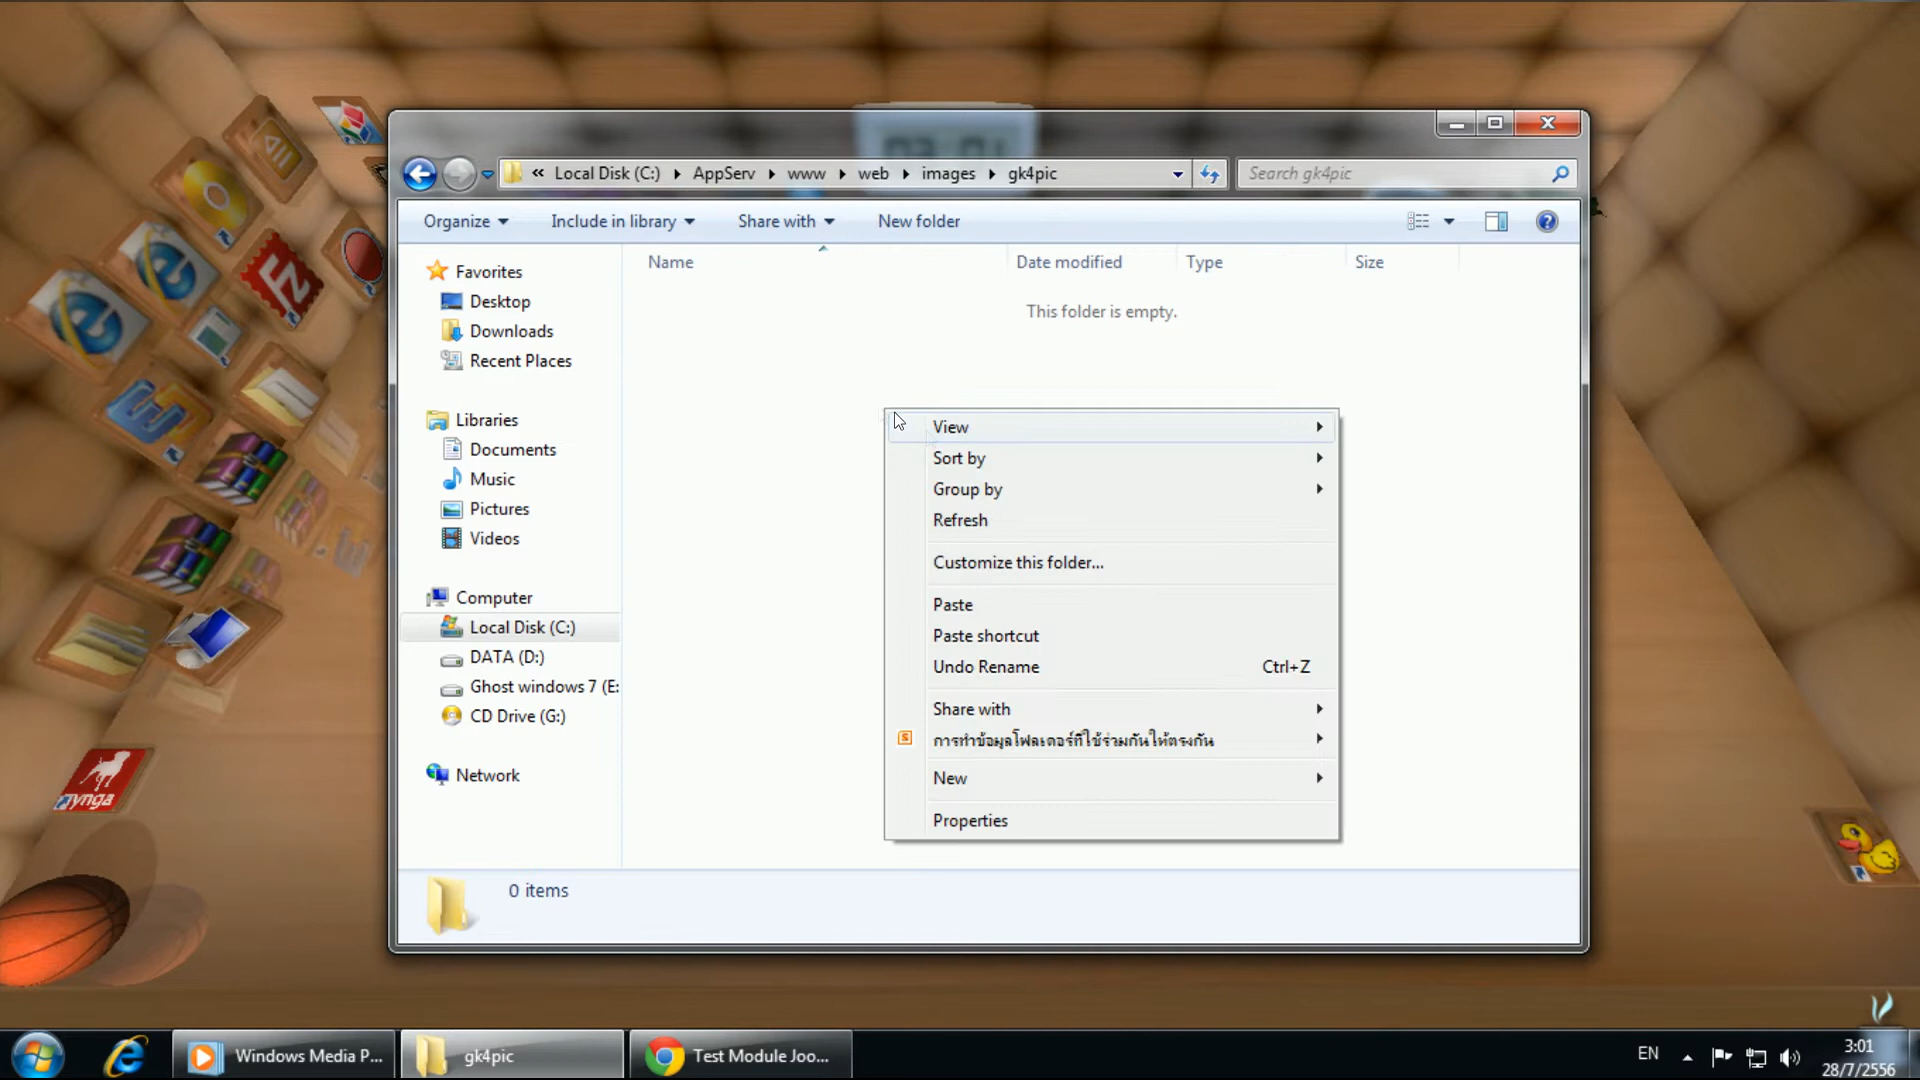 Local Disk (C:) AppServ www web images gk4pic
Search gk4pic
Organize Include in library Share with New folder
Name Date modified Type Size
This folder is empty.
Favorites
Desktop
Downloads
Recent Places
Libraries
Documents
Music
Pictures
Videos
Computer
Local Disk (C:)
DATA (D:)
Ghost windows 7 (E:
CD Drive (G:)
Network
View
Sort by
Group by
Refresh
Customize this folder...
Paste
Paste shortcut
Undo Rename Ctrl+Z
Share with
การทำข้อมูลโฟลเดอร์ที่ใช้ร่วมกันให้ตรงกัน
New
Properties
0 items
zynga
Windows Media P...
gk4pic
Test Module Joo...
EN
3:01
28/7/2556